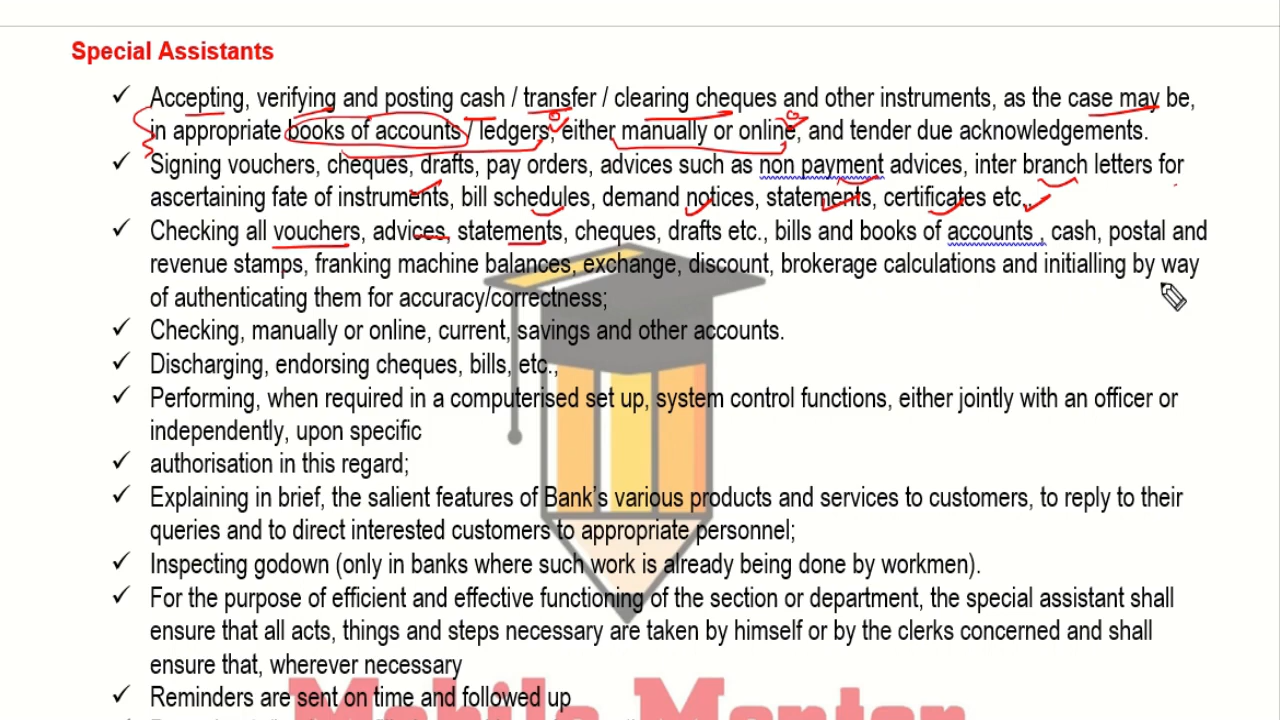 Special Assistants
✓ Accepting, verifying and posting cash / transfer / clearing cheques and other instruments, as the case may be,
in appropriate books of accounts / ledgers, either manually or online, and tender due acknowledgements.
✓ Signing vouchers, cheques, drafts, pay orders, advices such as non payment advices, inter branch letters for
ascertaining fate of instruments, bill schedules, demand notices, statements, certificates etc.,
✓ Checking all vouchers, advices, statements, cheques, drafts etc., bills and books of accounts , cash, postal and
revenue stamps, franking machine balances, exchange, discount, brokerage calculations and initialling by way
of authenticating them for accuracy/correctness;
✓ Checking, manually or online, current, savings and other accounts.
✓ Discharging, endorsing cheques, bills, etc.,
✓ Performing, when required in a computerised set up, system control functions, either jointly with an officer or
independently, upon specific
✓ authorisation in this regard;
✓ Explaining in brief, the salient features of Bank's various products and services to customers, to reply to their
queries and to direct interested customers to appropriate personnel;
✓ Inspecting godown (only in banks where such work is already being done by workmen).
✓ For the purpose of efficient and effective functioning of the section or department, the special assistant shall
ensure that all acts, things and steps necessary are taken by himself or by the clerks concerned and shall
ensure that, wherever necessary
✓ Reminders are sent on time and followed up
Mobile Mentor